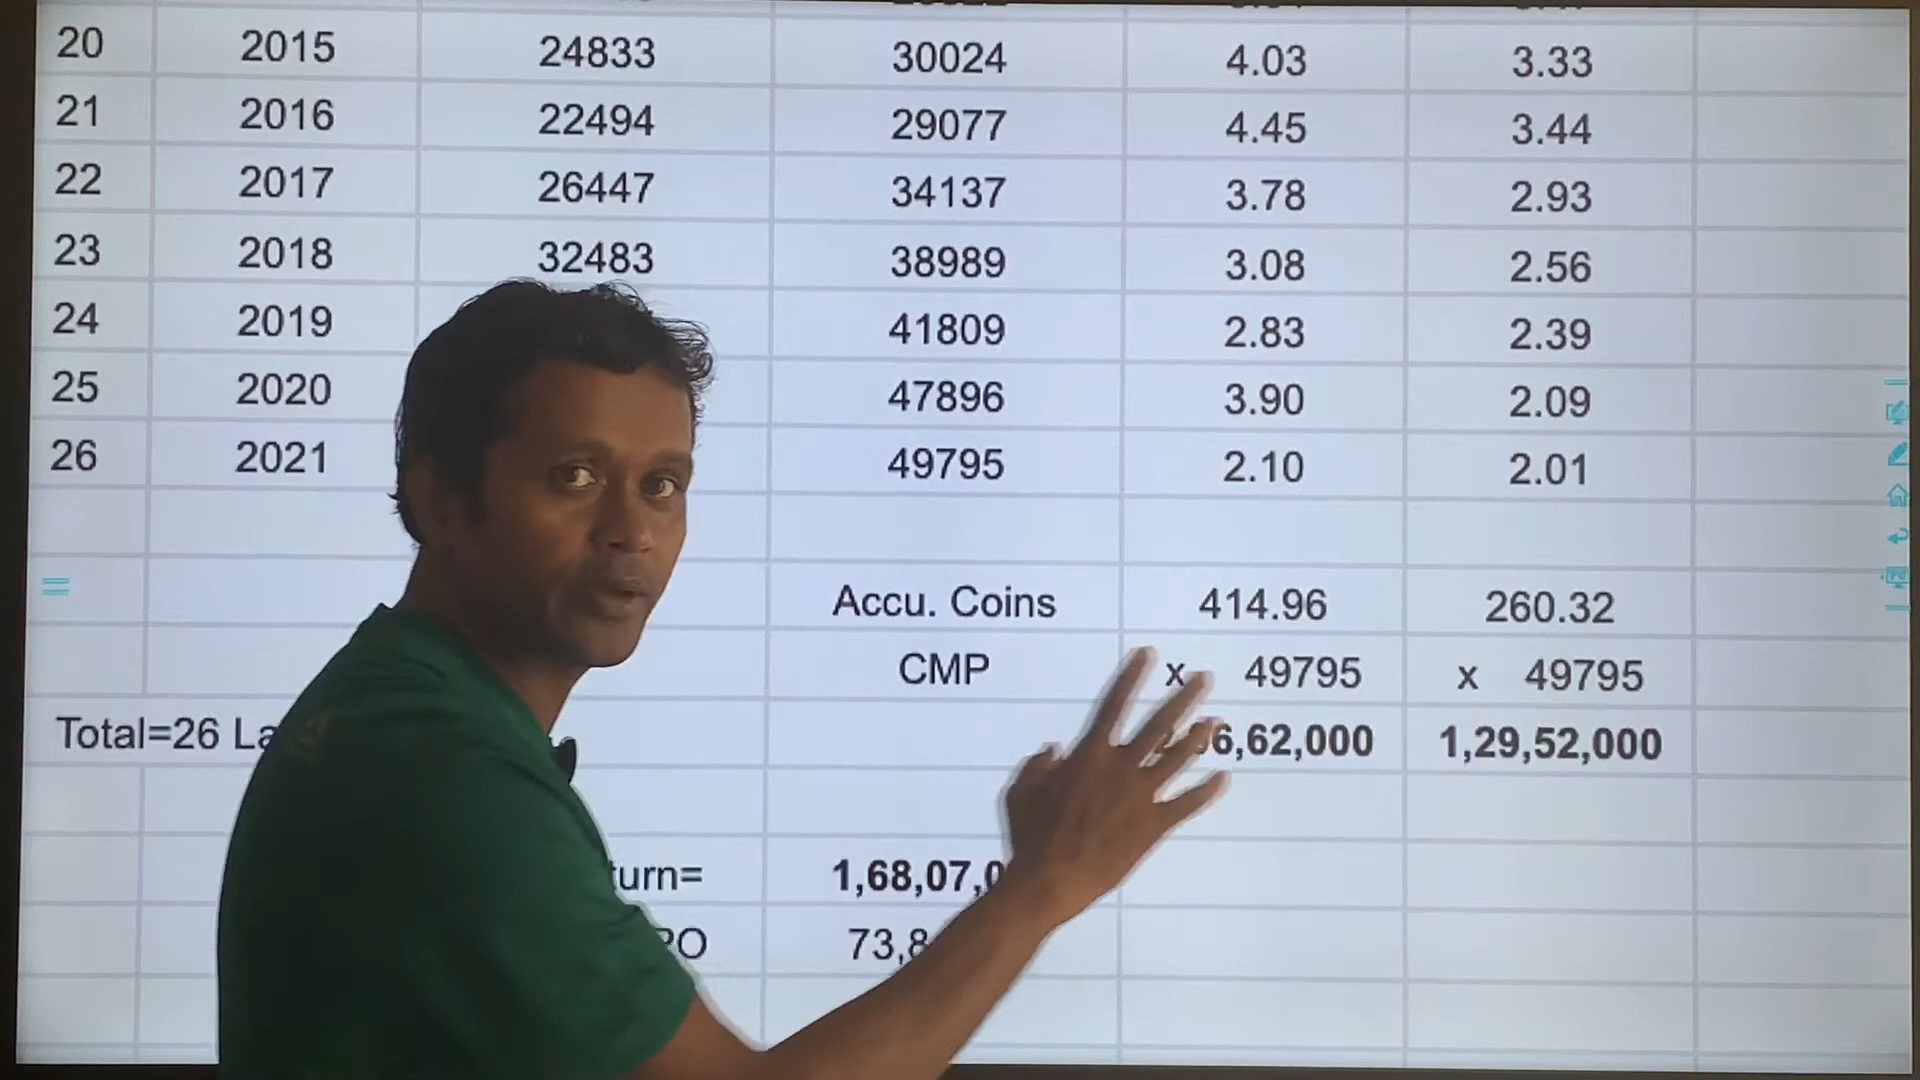 20 2015 24833 30024 4.03 3.33
21 2016 22494 29077 4.45 3.44
22 2017 26447 34137 3.78 2.93
23 2018 32483 38989 3.08 2.56
24 2019 41809 2.83 2.39
25 2020 47896 3.90 2.09
26 2021 49795 2.10 2.01
Accu. Coins 414.96 260.32
CMP x 49795 x 49795
Total=26 6,62,000 1,29,52,000
urn= 1,68,07,0
73,8